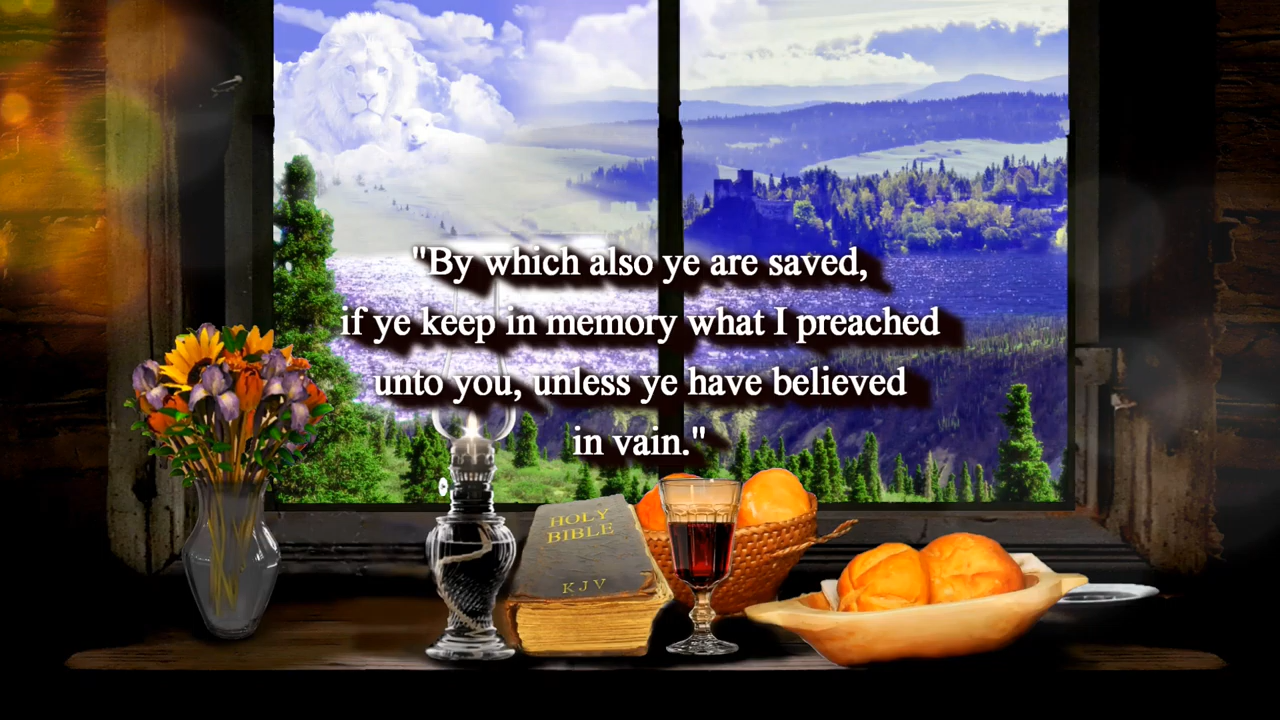 "By which also ye are saved,
if ye keep in memory what I preached
unto you, unless ye have believed
in vain."
HOLY
BIBLE
KJV